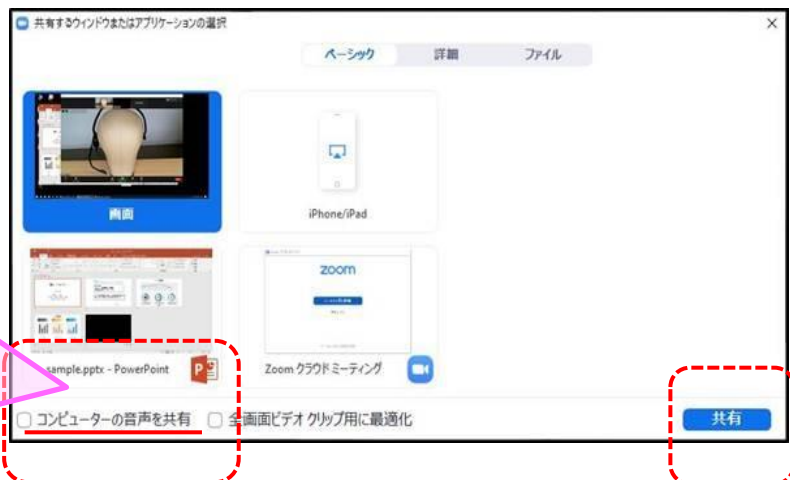 共有するウィンドウまたはアプリケーションの選択
ベーシック 詳細 ファイル
画面
iPhone/iPad
zoom
sample.pptx - PowerPoint
Zoom クラウドミーティング
コンピューターの音声を共有
全画面ビデオ クリップ用に最適化
共有